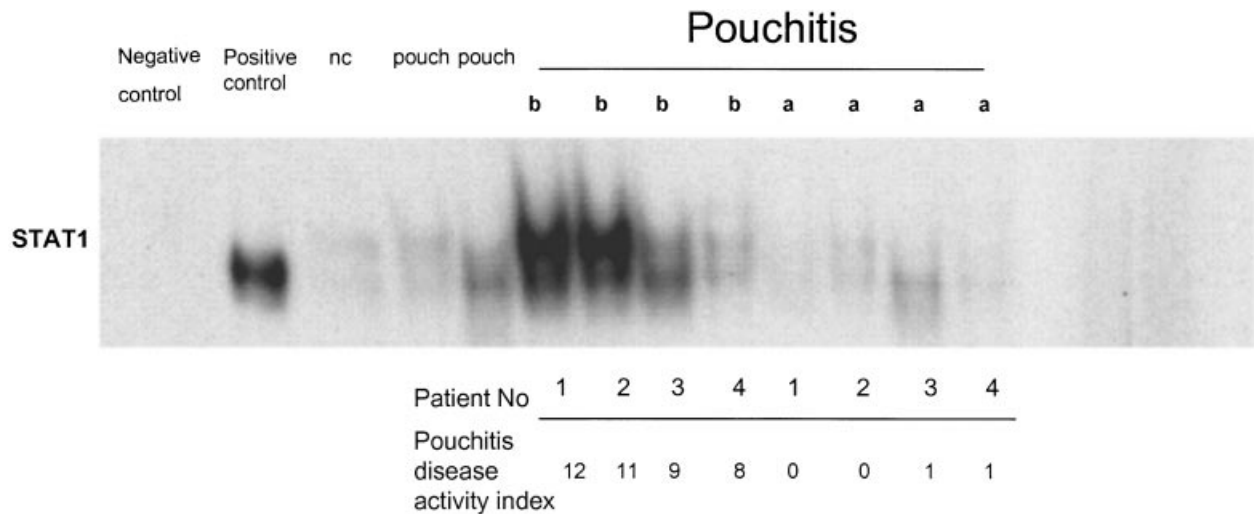 Pouchitis
Negative control
Positive control
nc
pouch
pouch
b b b b a a a a
STAT1
Patient No 1 2 3 4 1 2 3 4
Pouchitis
disease
activity index 12 11 9 8 0 0 1 1